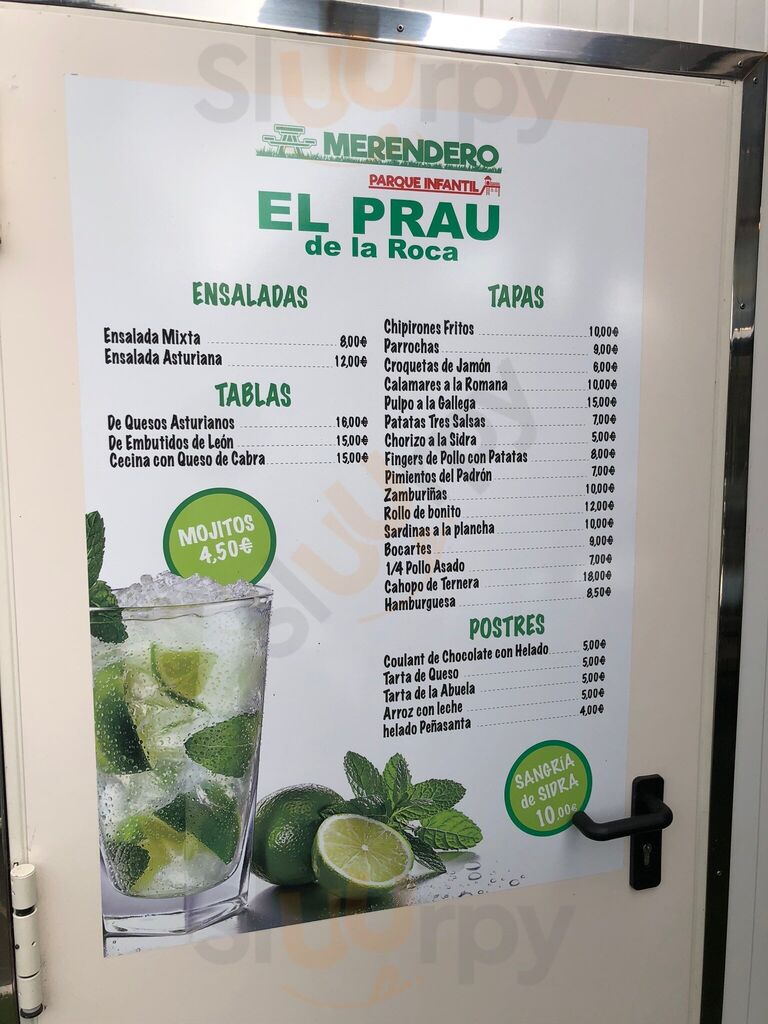 Sluurpy
MERENDERO
PARQUE INFANTIL
EL PRAU
de la Roca
ENSALADAS
Ensalada Mixta 8,00€
Ensalada Asturiana 12,00€
TABLAS
De Quesos Asturianos 16,00€
De Embutidos de León 15,00€
Cecina con Queso de Cabra 15,00€
MOJITOS
4,50€
TAPAS
Chipirones Fritos 10,00€
Parrochas 9,00€
Croquetas de Jamón 6,00€
Calamares a la Romana 10,00€
Pulpo a la Gallega 15,00€
Patatas Tres Salsas 7,00€
Chorizo a la Sidra 5,00€
Fingers de Pollo con Patatas 8,00€
Pimientos del Padrón 7,00€
Zamburiñas 10,00€
Rollo de bonito 12,00€
Sardinas a la plancha 10,00€
Bocartes 9,00€
1/4 Pollo Asado 7,00€
Cahopo de Ternera 18,00€
Hamburguesa 8,50€
POSTRES
Coulant de Chocolate con Helado 5,00€
Tarta de Queso 5,00€
Tarta de la Abuela 5,00€
Arroz con leche 5,00€
helado Peñasanta 4,00€
SANGRíA
de SIDRA
10,00€
Sluurpy
Sluurpy